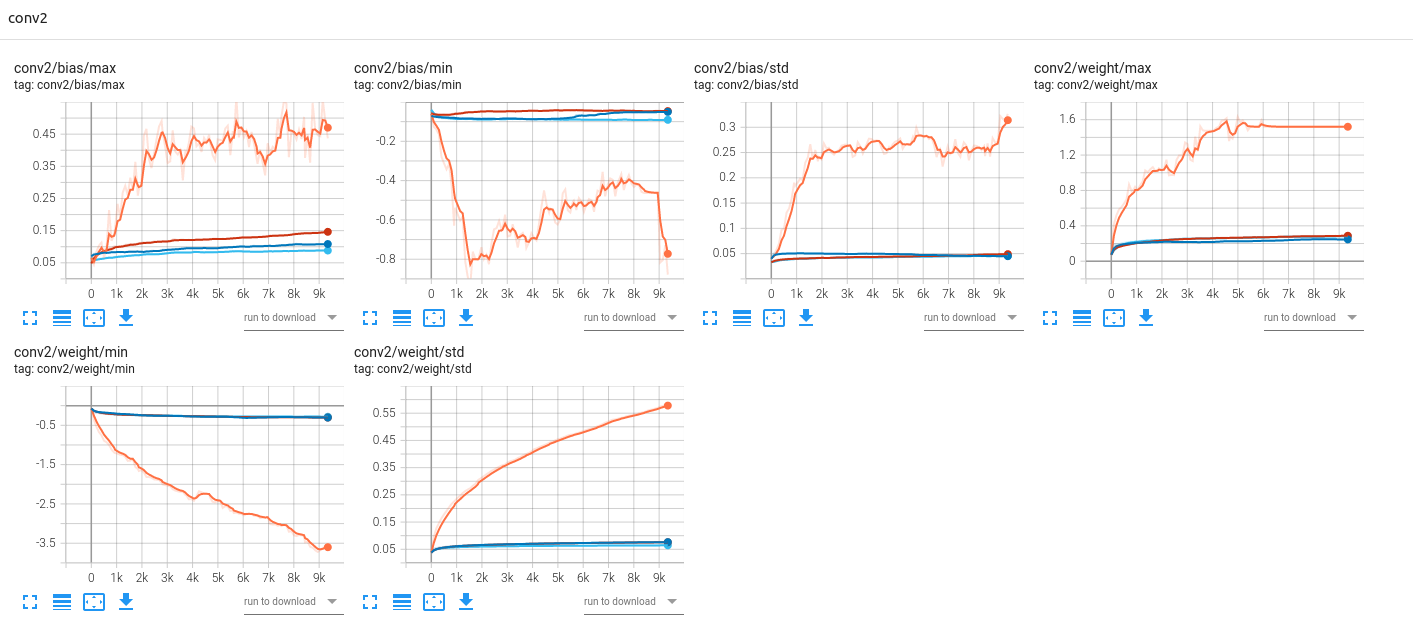 conv2
conv2/bias/max
tag: conv2/bias/max
0.45
0.35
0.25
0.15
0.05
0 1k 2k 3k 4k 5k 6k 7k 8k 9k
run to download
conv2/bias/min
tag: conv2/bias/min
-0.2
-0.4
-0.6
-0.8
0 1k 2k 3k 4k 5k 6k 7k 8k 9k
run to download
conv2/bias/std
tag: conv2/bias/std
0.3
0.25
0.2
0.15
0.1
0.05
0 1k 2k 3k 4k 5k 6k 7k 8k 9k
run to download
conv2/weight/max
tag: conv2/weight/max
1.6
1.2
0.8
0.4
0
0 1k 2k 3k 4k 5k 6k 7k 8k 9k
run to download
conv2/weight/min
tag: conv2/weight/min
-0.5
-1.5
-2.5
-3.5
0 1k 2k 3k 4k 5k 6k 7k 8k 9k
run to download
conv2/weight/std
tag: conv2/weight/std
0.55
0.45
0.35
0.25
0.15
0.05
0 1k 2k 3k 4k 5k 6k 7k 8k 9k
run to download